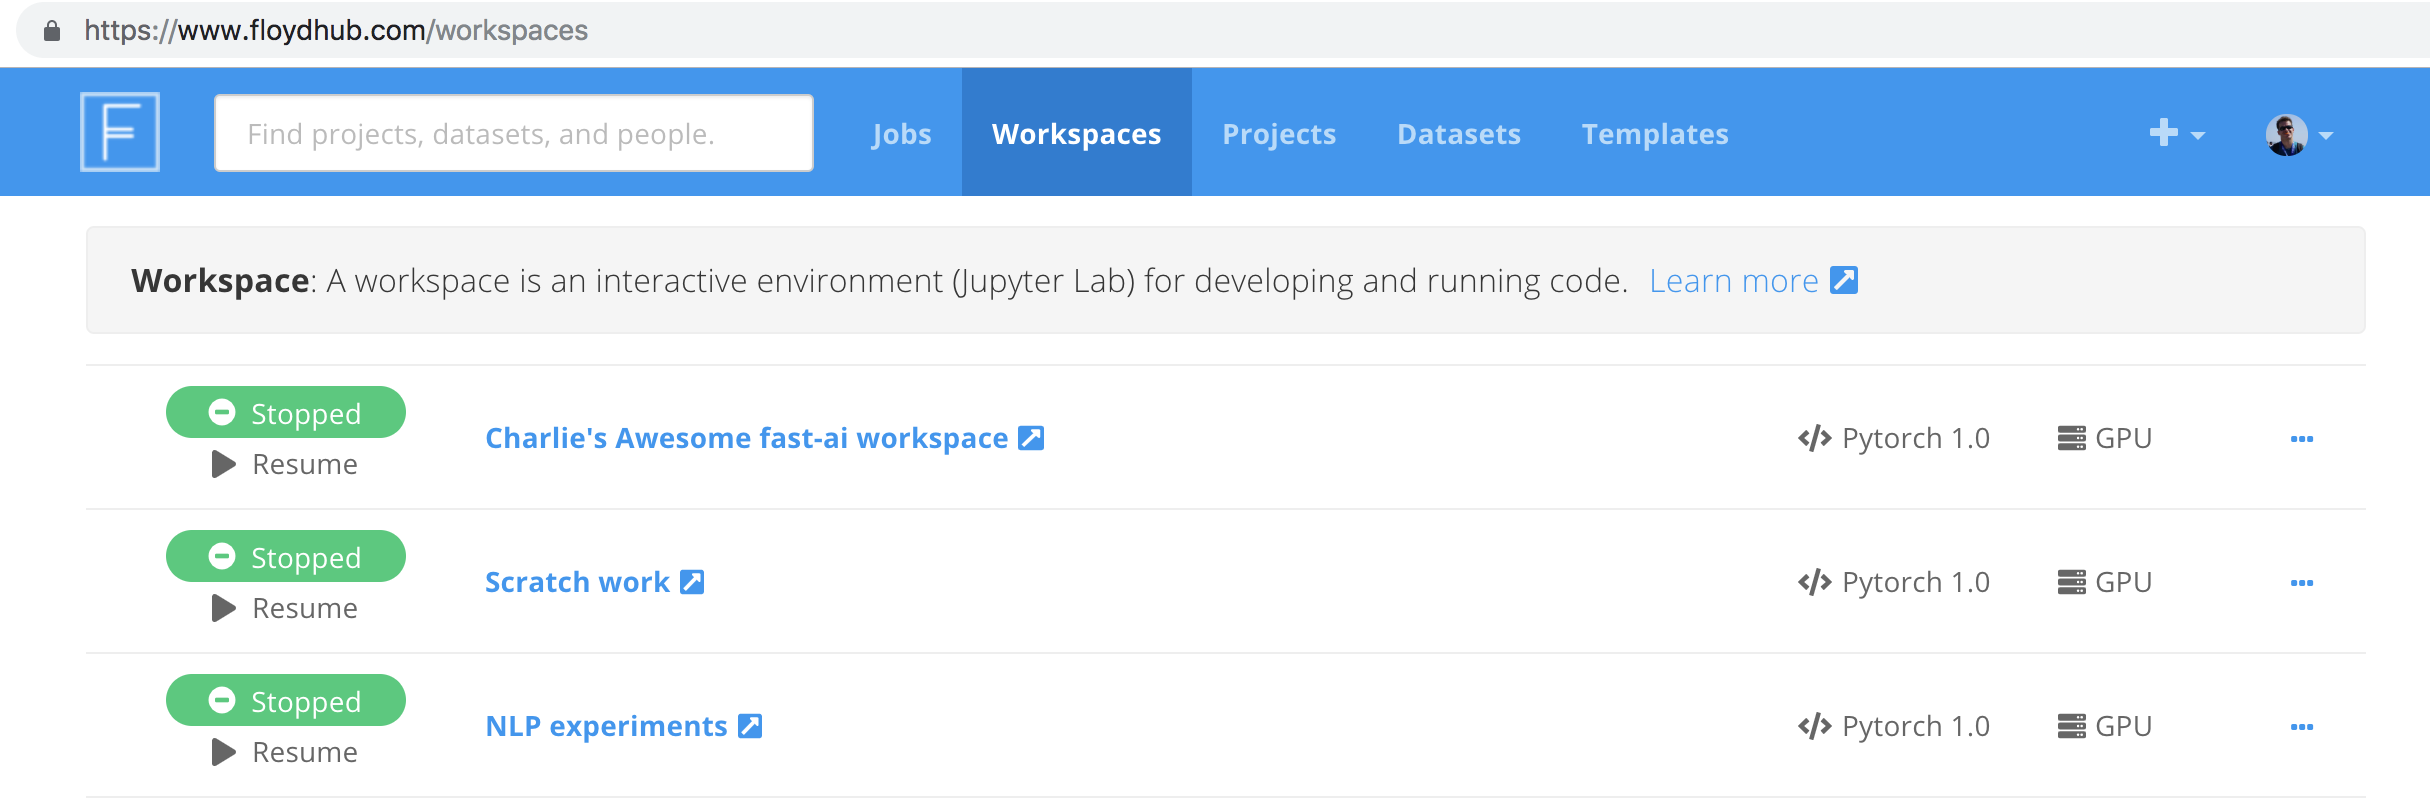 https://www.floydhub.com/workspaces
F Find projects, datasets, and people. Jobs Workspaces Projects Datasets Templates
Workspace: A workspace is an interactive environment (Jupyter Lab) for developing and running code. Learn more
Stopped
Charlie's Awesome fast-ai workspace </> Pytorch 1.0 GPU
Resume
Stopped
Scratch work </> Pytorch 1.0 GPU
Resume
Stopped
NLP experiments </> Pytorch 1.0 GPU
Resume